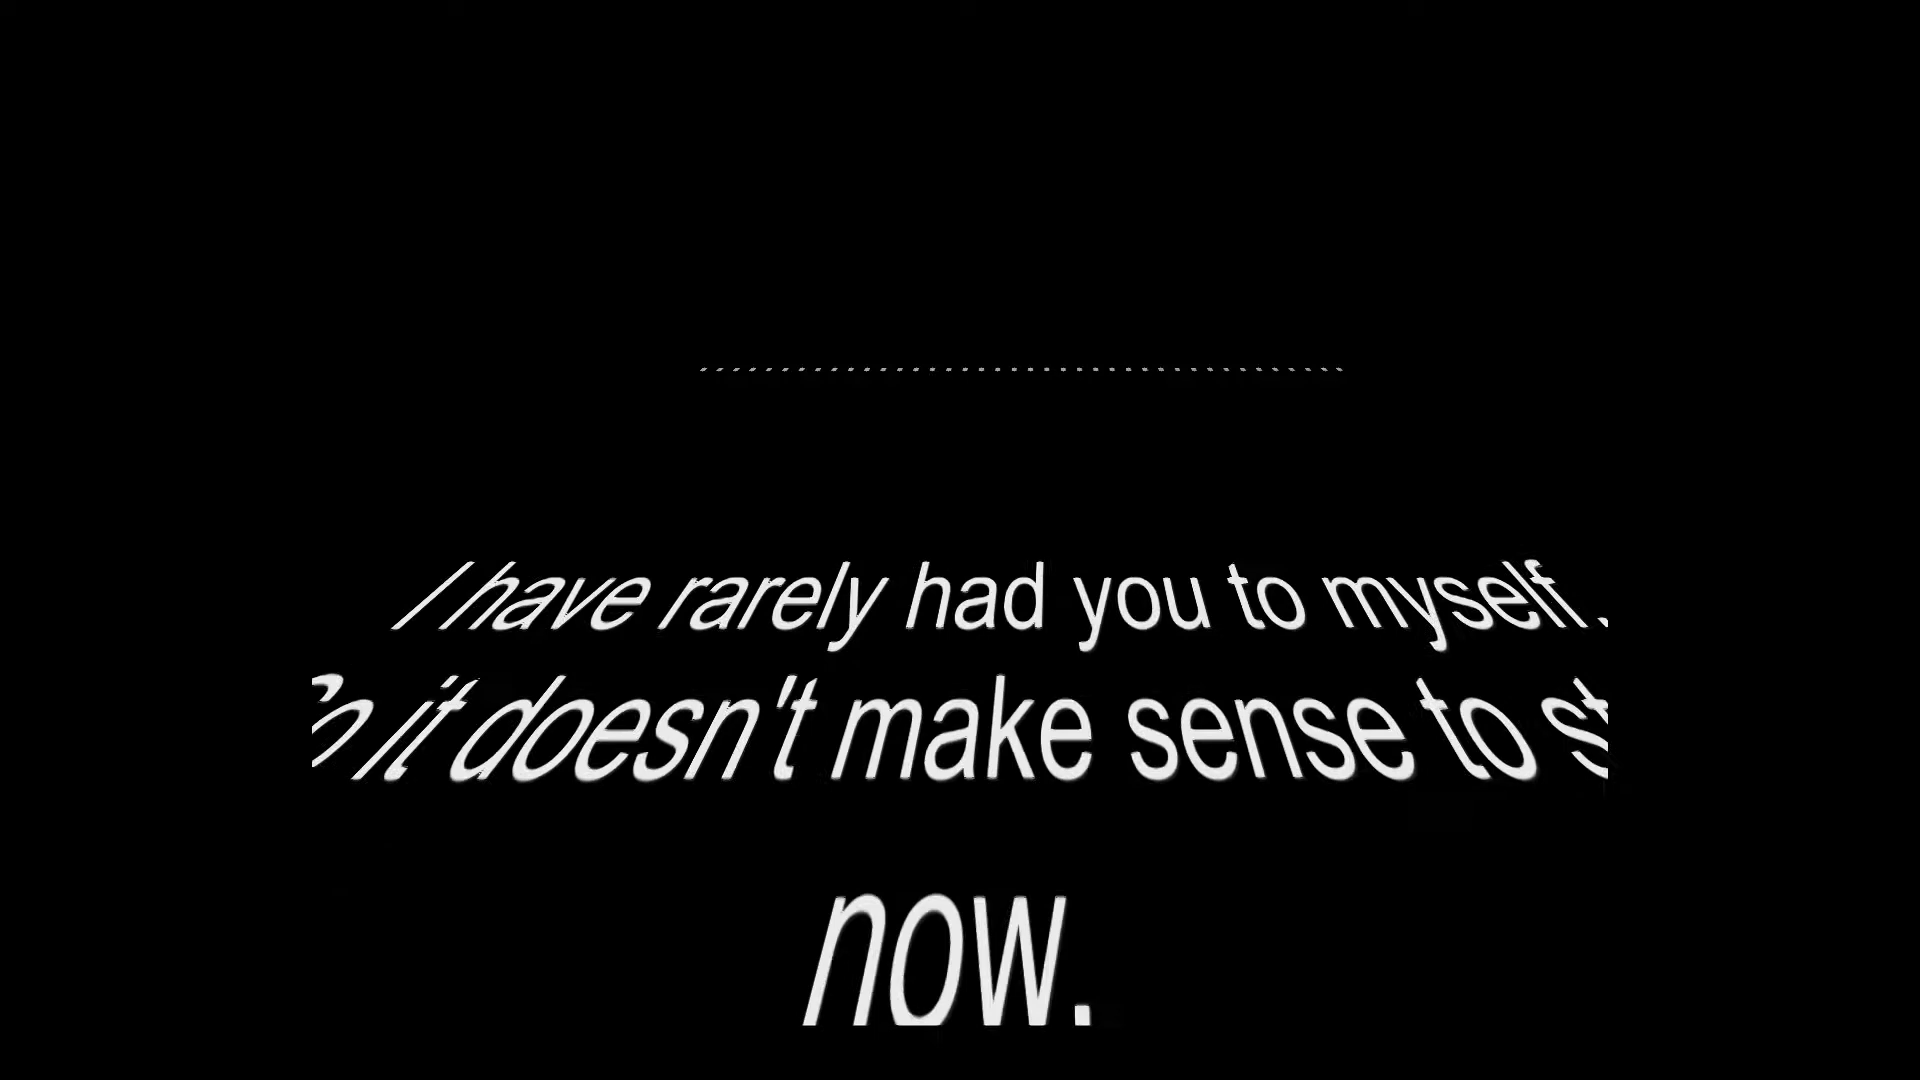 ........................................
I have rarely had you to myself.
it doesn't make sense to
now.